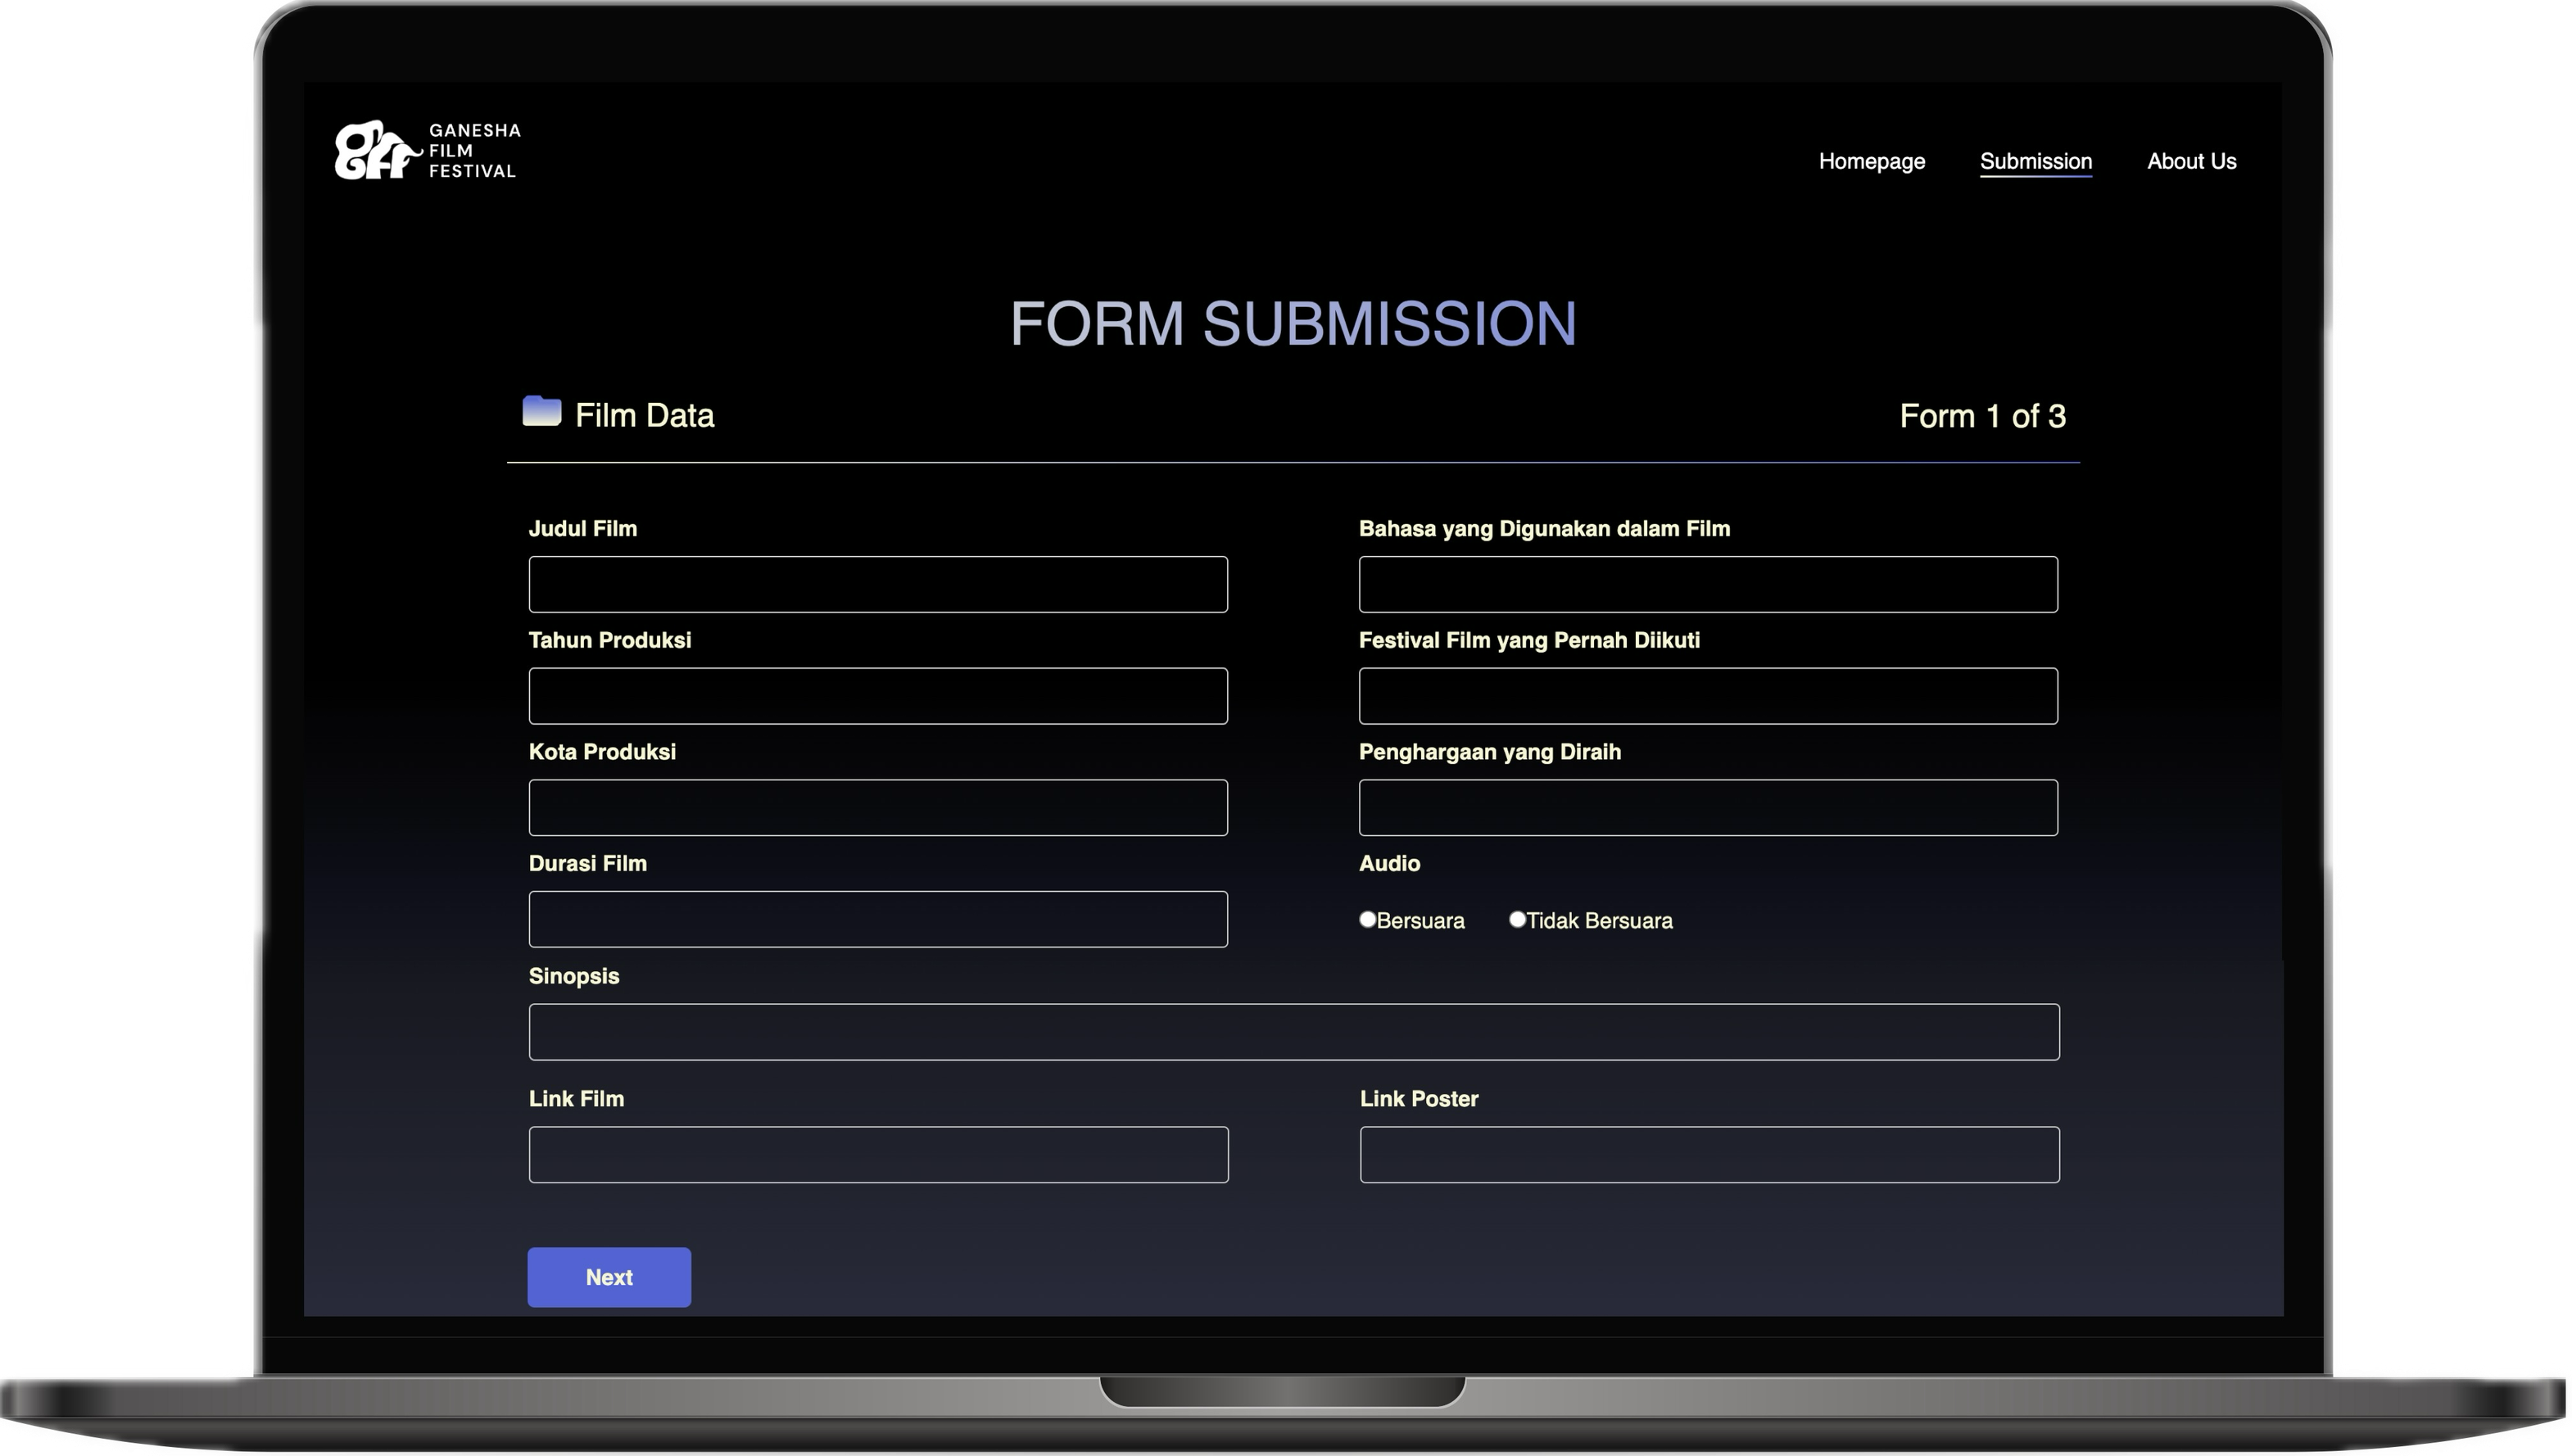 gff
GANESHA
FILM
FESTIVAL
Homepage
Submission
About Us
FORM SUBMISSION
Film Data
Form 1 of 3
Judul Film
Bahasa yang Digunakan dalam Film
Tahun Produksi
Festival Film yang Pernah Diikuti
Kota Produksi
Penghargaan yang Diraih
Durasi Film
Audio
Bersuara
Tidak Bersuara
Sinopsis
Link Film
Link Poster
Next